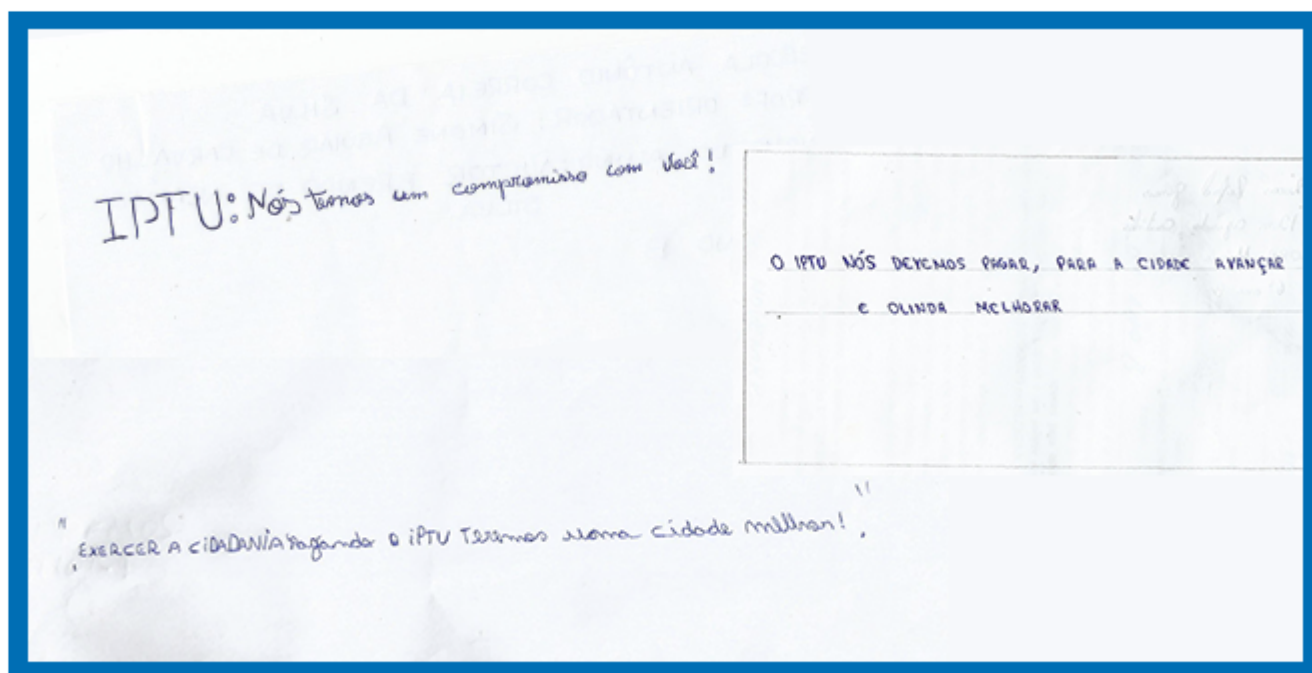 IPTU: Nós temos um compromisso com você!
O IPTU NÓS DEVEMOS PAGAR, PARA A CIDADE AVANÇAR
E OLINDA MELHORAR
"EXERCER A CIDADANIA Pagando o iPTU Teremos uma cidade melhor!"